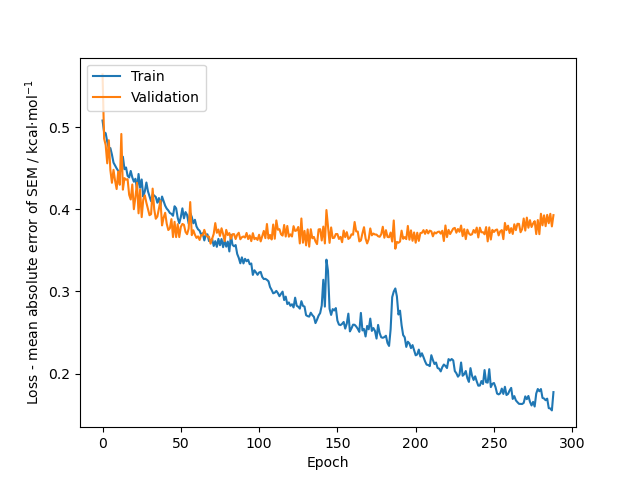 Train
Validation
Loss - mean absolute error of SEM / kcal·mol⁻¹
0.5
0.4
0.3
0.2
0 50 100 150 200 250 300
Epoch